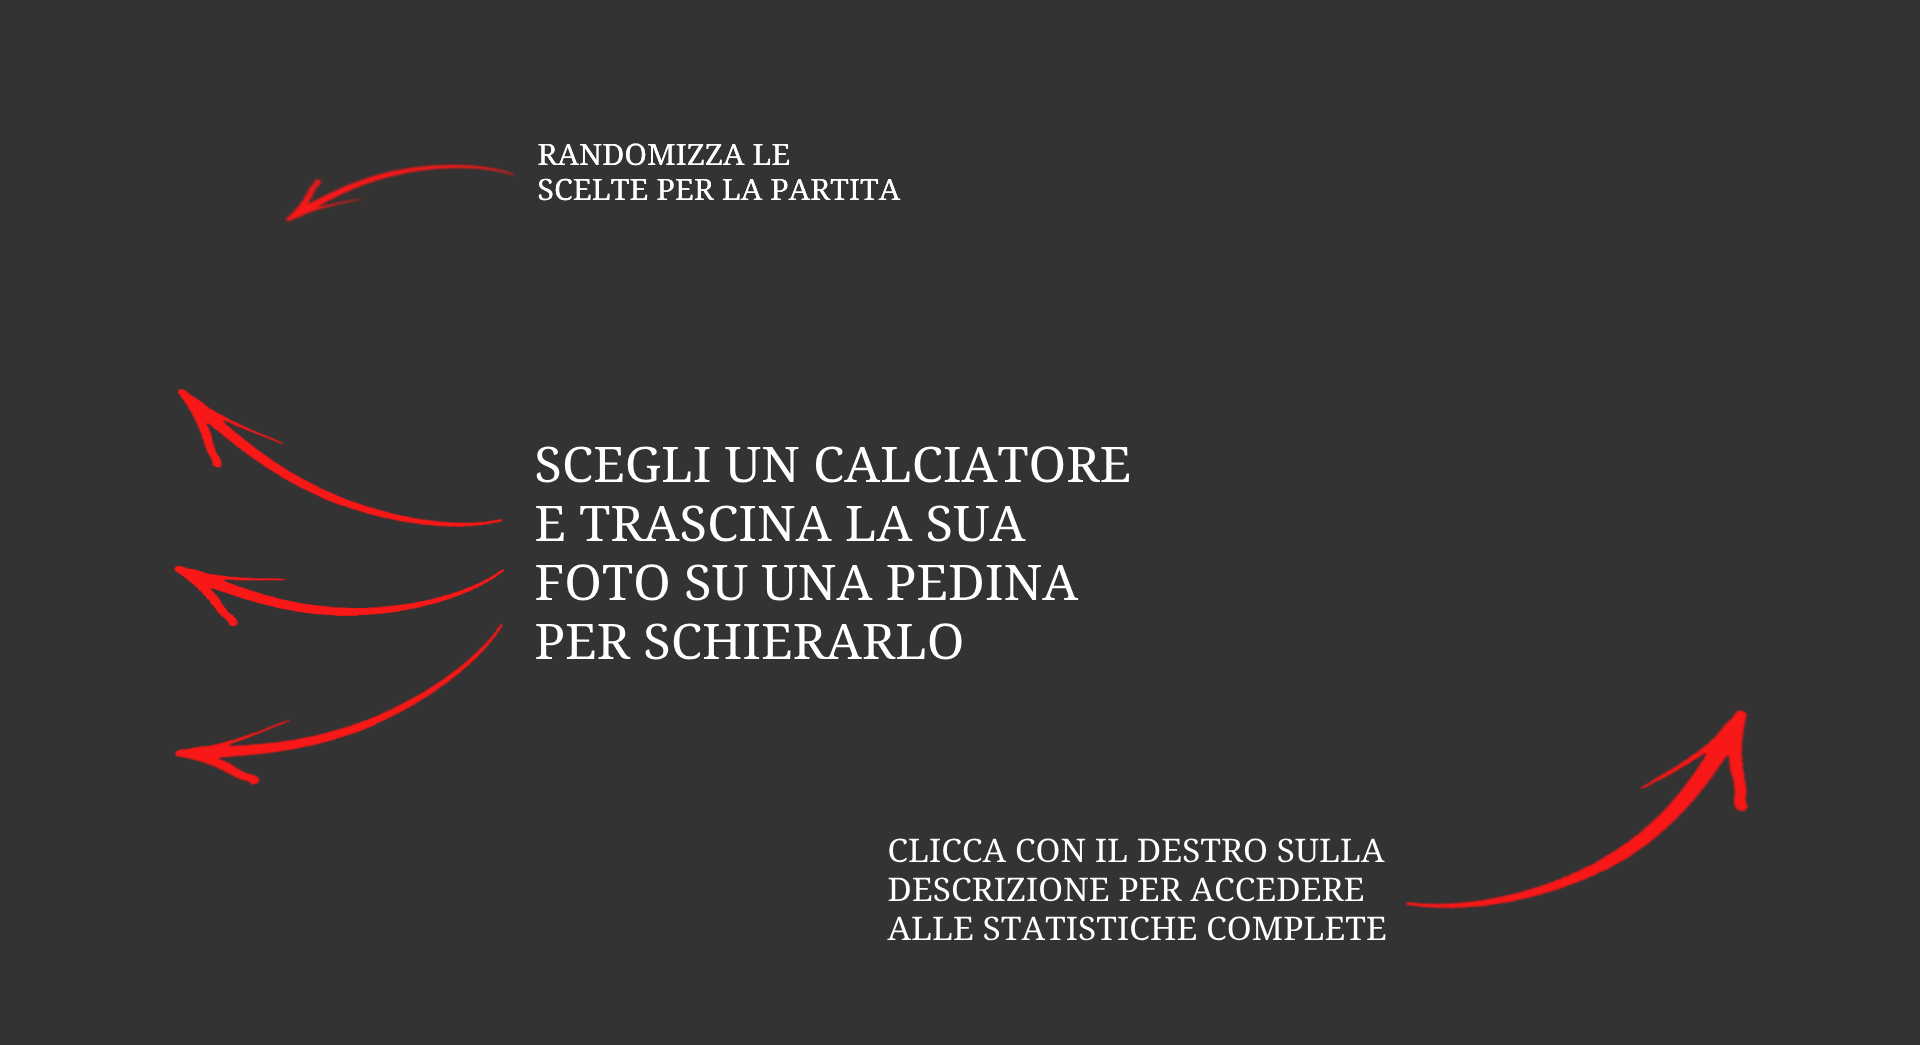 RANDOMIZZA LE
SCELTE PER LA PARTITA
SCEGLI UN CALCIATORE
E TRASCINA LA SUA
FOTO SU UNA PEDINA
PER SCHIERARLO
CLICCA CON IL DESTRO SULLA
DESCRIZIONE PER ACCEDERE
ALLE STATISTICHE COMPLETE